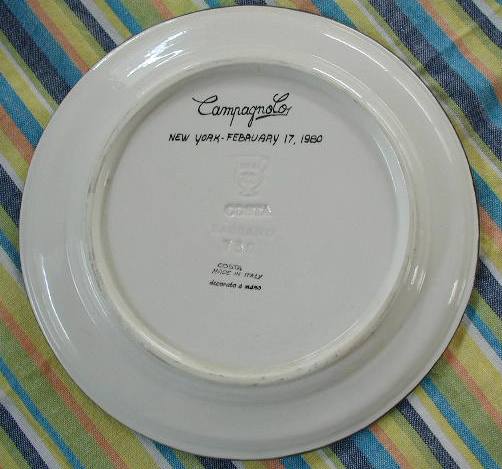 Campagnolo
NEW YORK - FEBRUARY 17, 1980
COSTA
COSTA
MADE IN ITALY
decorato a mano